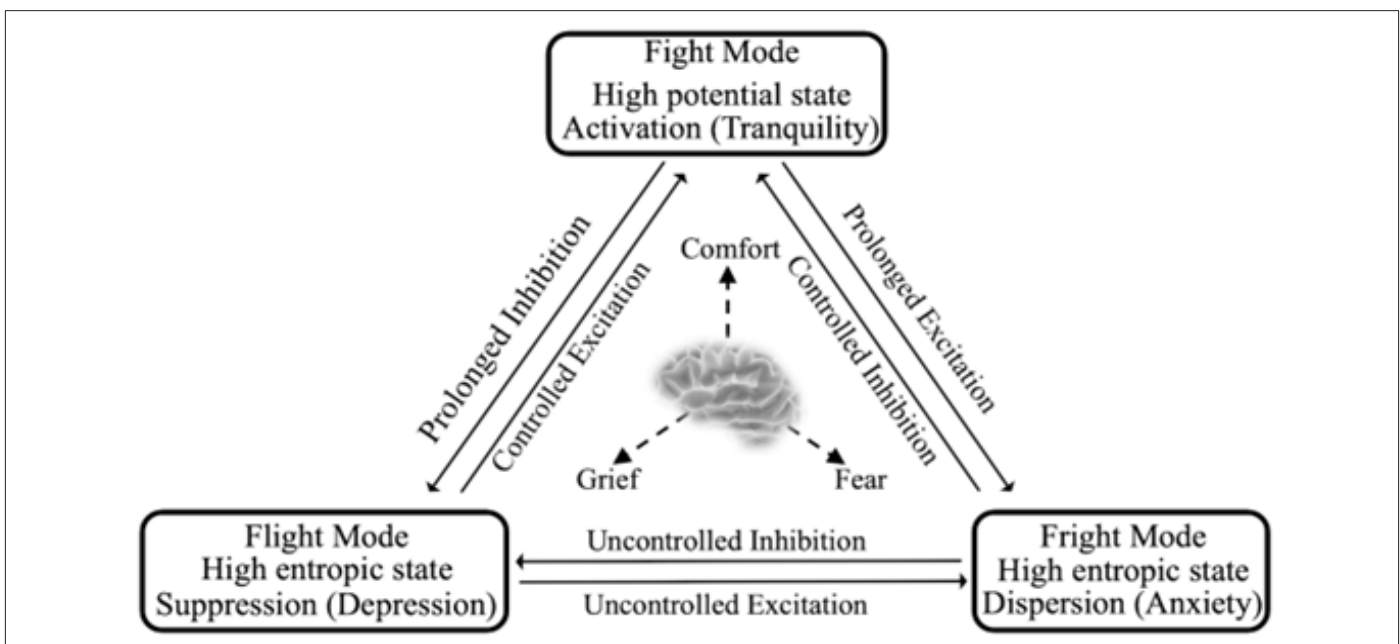 Fight Mode
High potential state
Activation (Tranquility)
Prolonged Inhibition
Controlled Excitation
Comfort
Controlled Inhibition
Prolonged Excitation
Grief
Fear
Flight Mode
High entropic state
Suppression (Depression)
Uncontrolled Inhibition
Uncontrolled Excitation
Fright Mode
High entropic state
Dispersion (Anxiety)